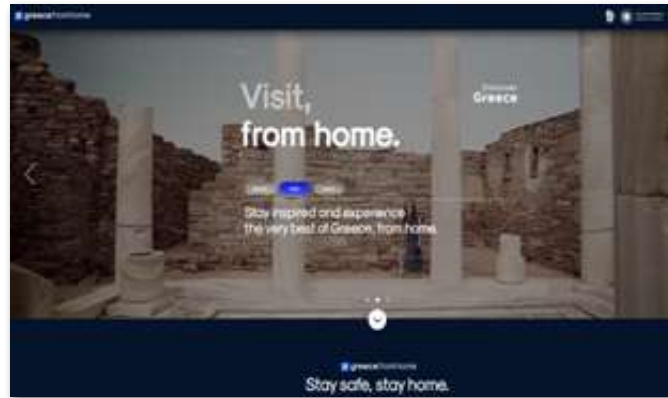 greecefromhome
Visit,
from home.
Discover
Greece
Stay inspired and experience
the very best of Greece, from home.
greecefromhome
Stay safe, stay home.